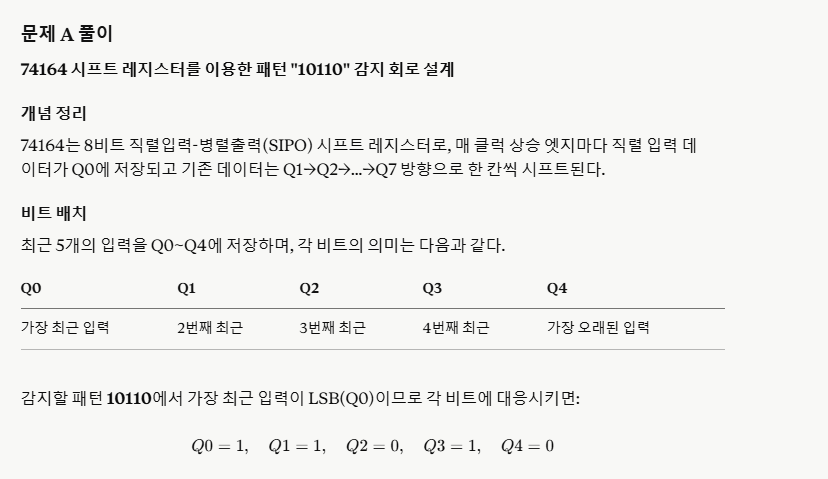 문제 A 풀이
74164 시프트 레지스터를 이용한 패턴 "10110" 감지 회로 설계
개념 정리
74164는 8비트 직렬입력-병렬출력(SIPO) 시프트 레지스터로, 매 클럭 상승 엣지마다 직렬 입력 데
이터가 Q0에 저장되고 기존 데이터는 Q1→Q2→...→Q7 방향으로 한 칸씩 시프트된다.
비트 배치
최근 5개의 입력을 Q0~Q4에 저장하며, 각 비트의 의미는 다음과 같다.
Q0 Q1 Q2 Q3 Q4
가장 최근 입력 2번째 최근 3번째 최근 4번째 최근 가장 오래된 입력
감지할 패턴 10110에서 가장 최근 입력이 LSB(Q0)이므로 각 비트에 대응시키면:
Q0 = 1, Q1 = 1, Q2 = 0, Q3 = 1, Q4 = 0